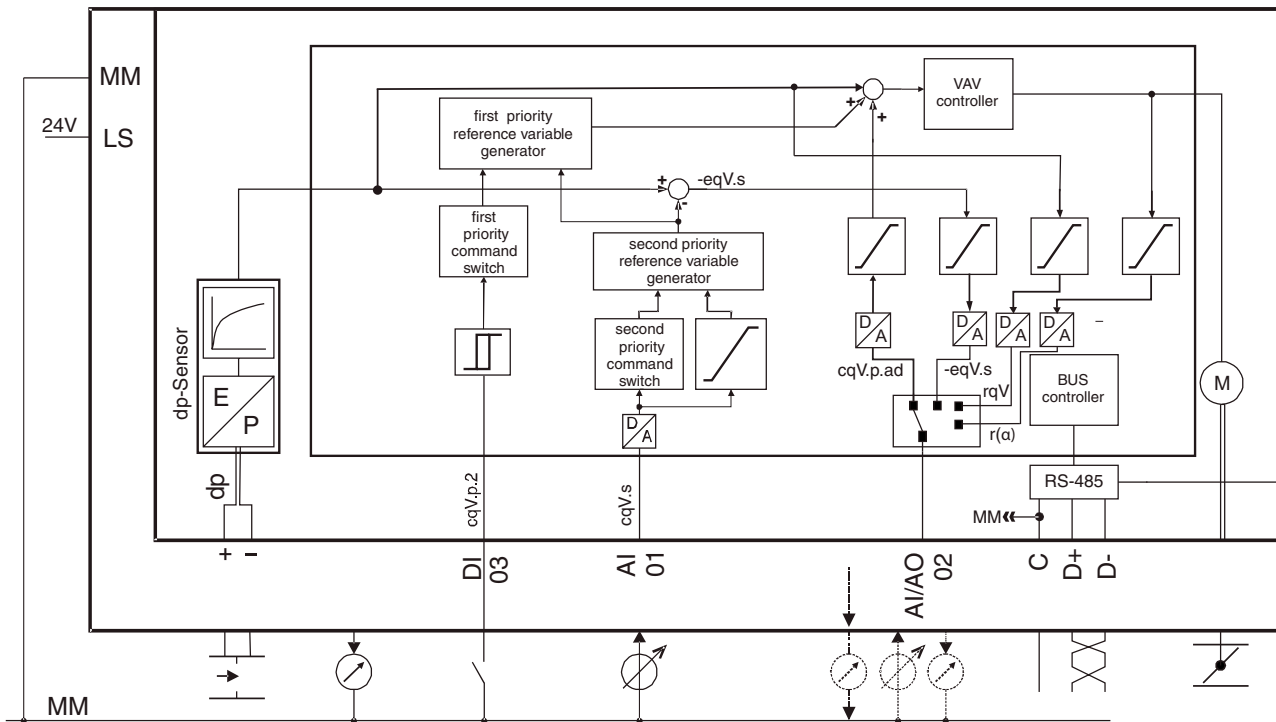 MM
24V
LS
VAV
controller
+
+
first priority
reference variable
generator
+
-
-eqV.s
first
priority
command
switch
second priority
reference variable
generator
second
priority
command
switch
D
A
D
A
D
A
D
A
–
cqV.p.ad
-eqV.s
rqV
r(α)
BUS
controller
M
dp-Sensor
E
P
D
A
RS-485
dp
cqV.p.2
cqV.s
MM
+
–
DI
03
AI
01
AI/AO
02
C
D+
D-
MM